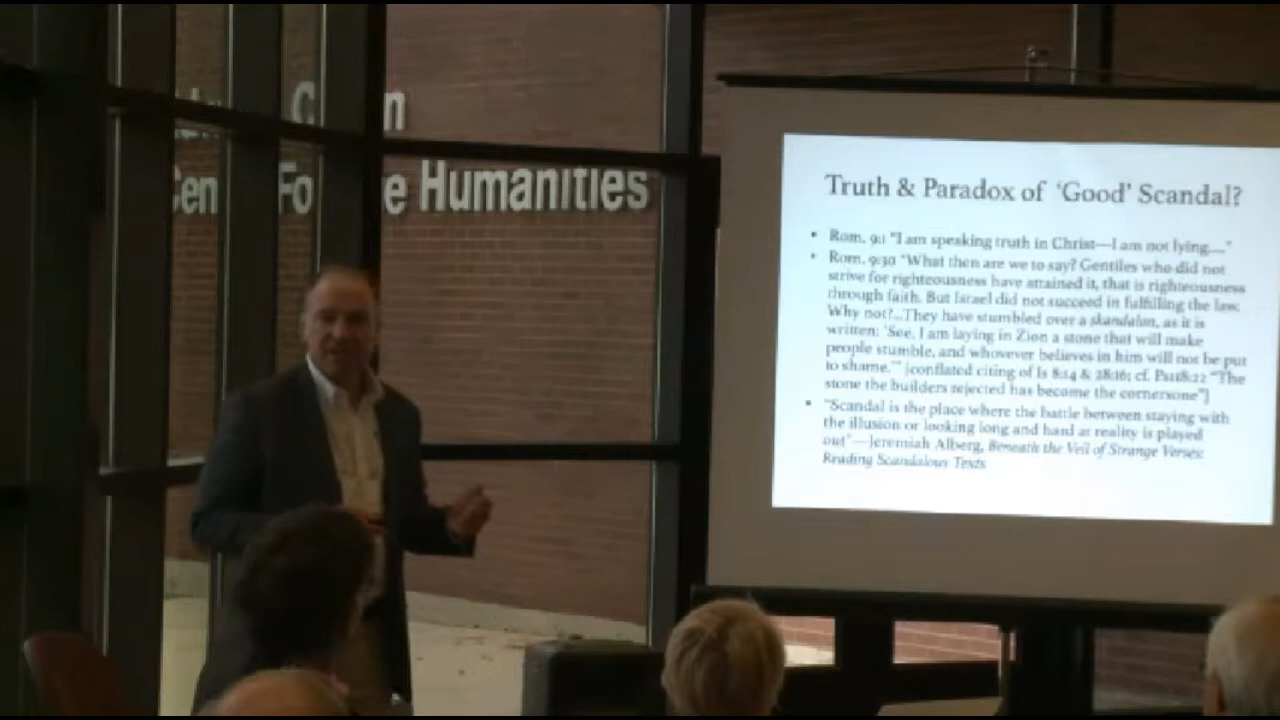 n
Cen For e Humanities
Truth & Paradox of 'Good' Scandal?
• Rom. 9:1 "I am speaking truth in Christ—I am not lying...."
• Rom. 9:30 "What then are we to say? Gentiles who did not
strive for righteousness have attained it, that is righteousness
through faith. But Israel did not succeed in fulfilling the law.
Why not?...They have stumbled over a skandalon, as it is
written: 'See, I am laying in Zion a stone that will make
people stumble, and whovever believes in him will not be put
to shame.'" [conflated citing of Is 8:14 & 28:16; cf. Ps118:22 "The
stone the builders rejected has become the cornersone"]
• "Scandal is the place where the battle between staying with
the illusion or looking long and hard at reality is played
out"—Jeremiah Alberg, Beneath the Veil of Strange Verses:
Reading Scandalous Texts